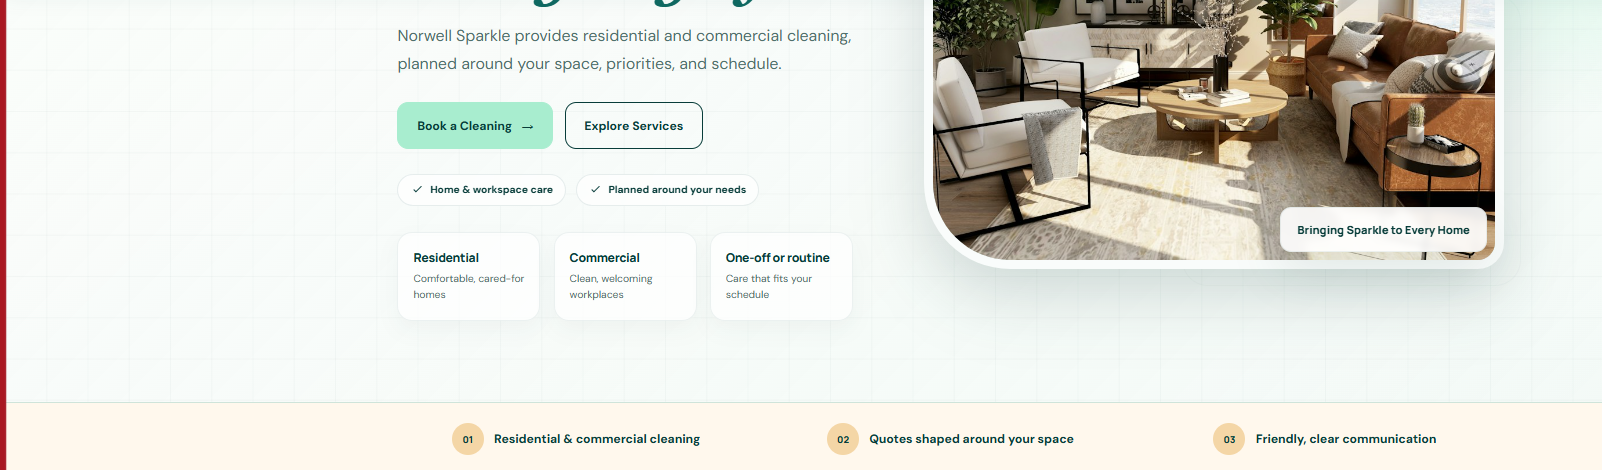 Norwell Sparkle provides residential and commercial cleaning,
planned around your space, priorities, and schedule.
Book a Cleaning →
Explore Services
✓ Home & workspace care
✓ Planned around your needs
Residential
Comfortable, cared-for
homes
Commercial
Clean, welcoming
workplaces
One-off or routine
Care that fits your
schedule
Bringing Sparkle to Every Home
01 Residential & commercial cleaning
02 Quotes shaped around your space
03 Friendly, clear communication